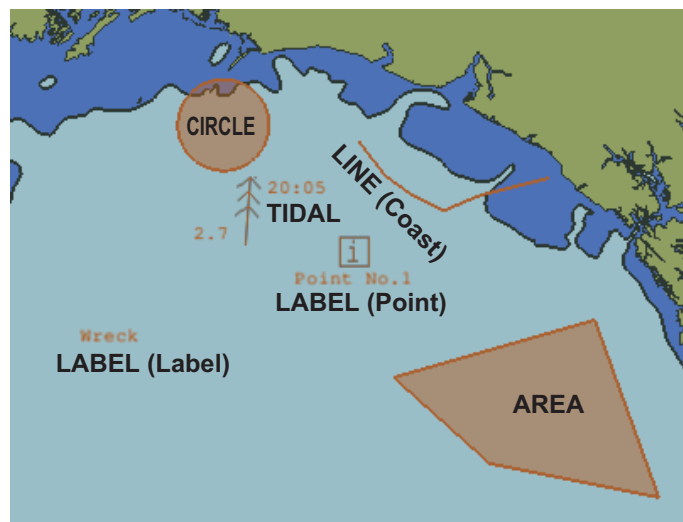 CIRCLE
LINE (Coast)
20:05
TIDAL
2.7
i
Point No.1
LABEL (Point)
Wreck
LABEL (Label)
AREA